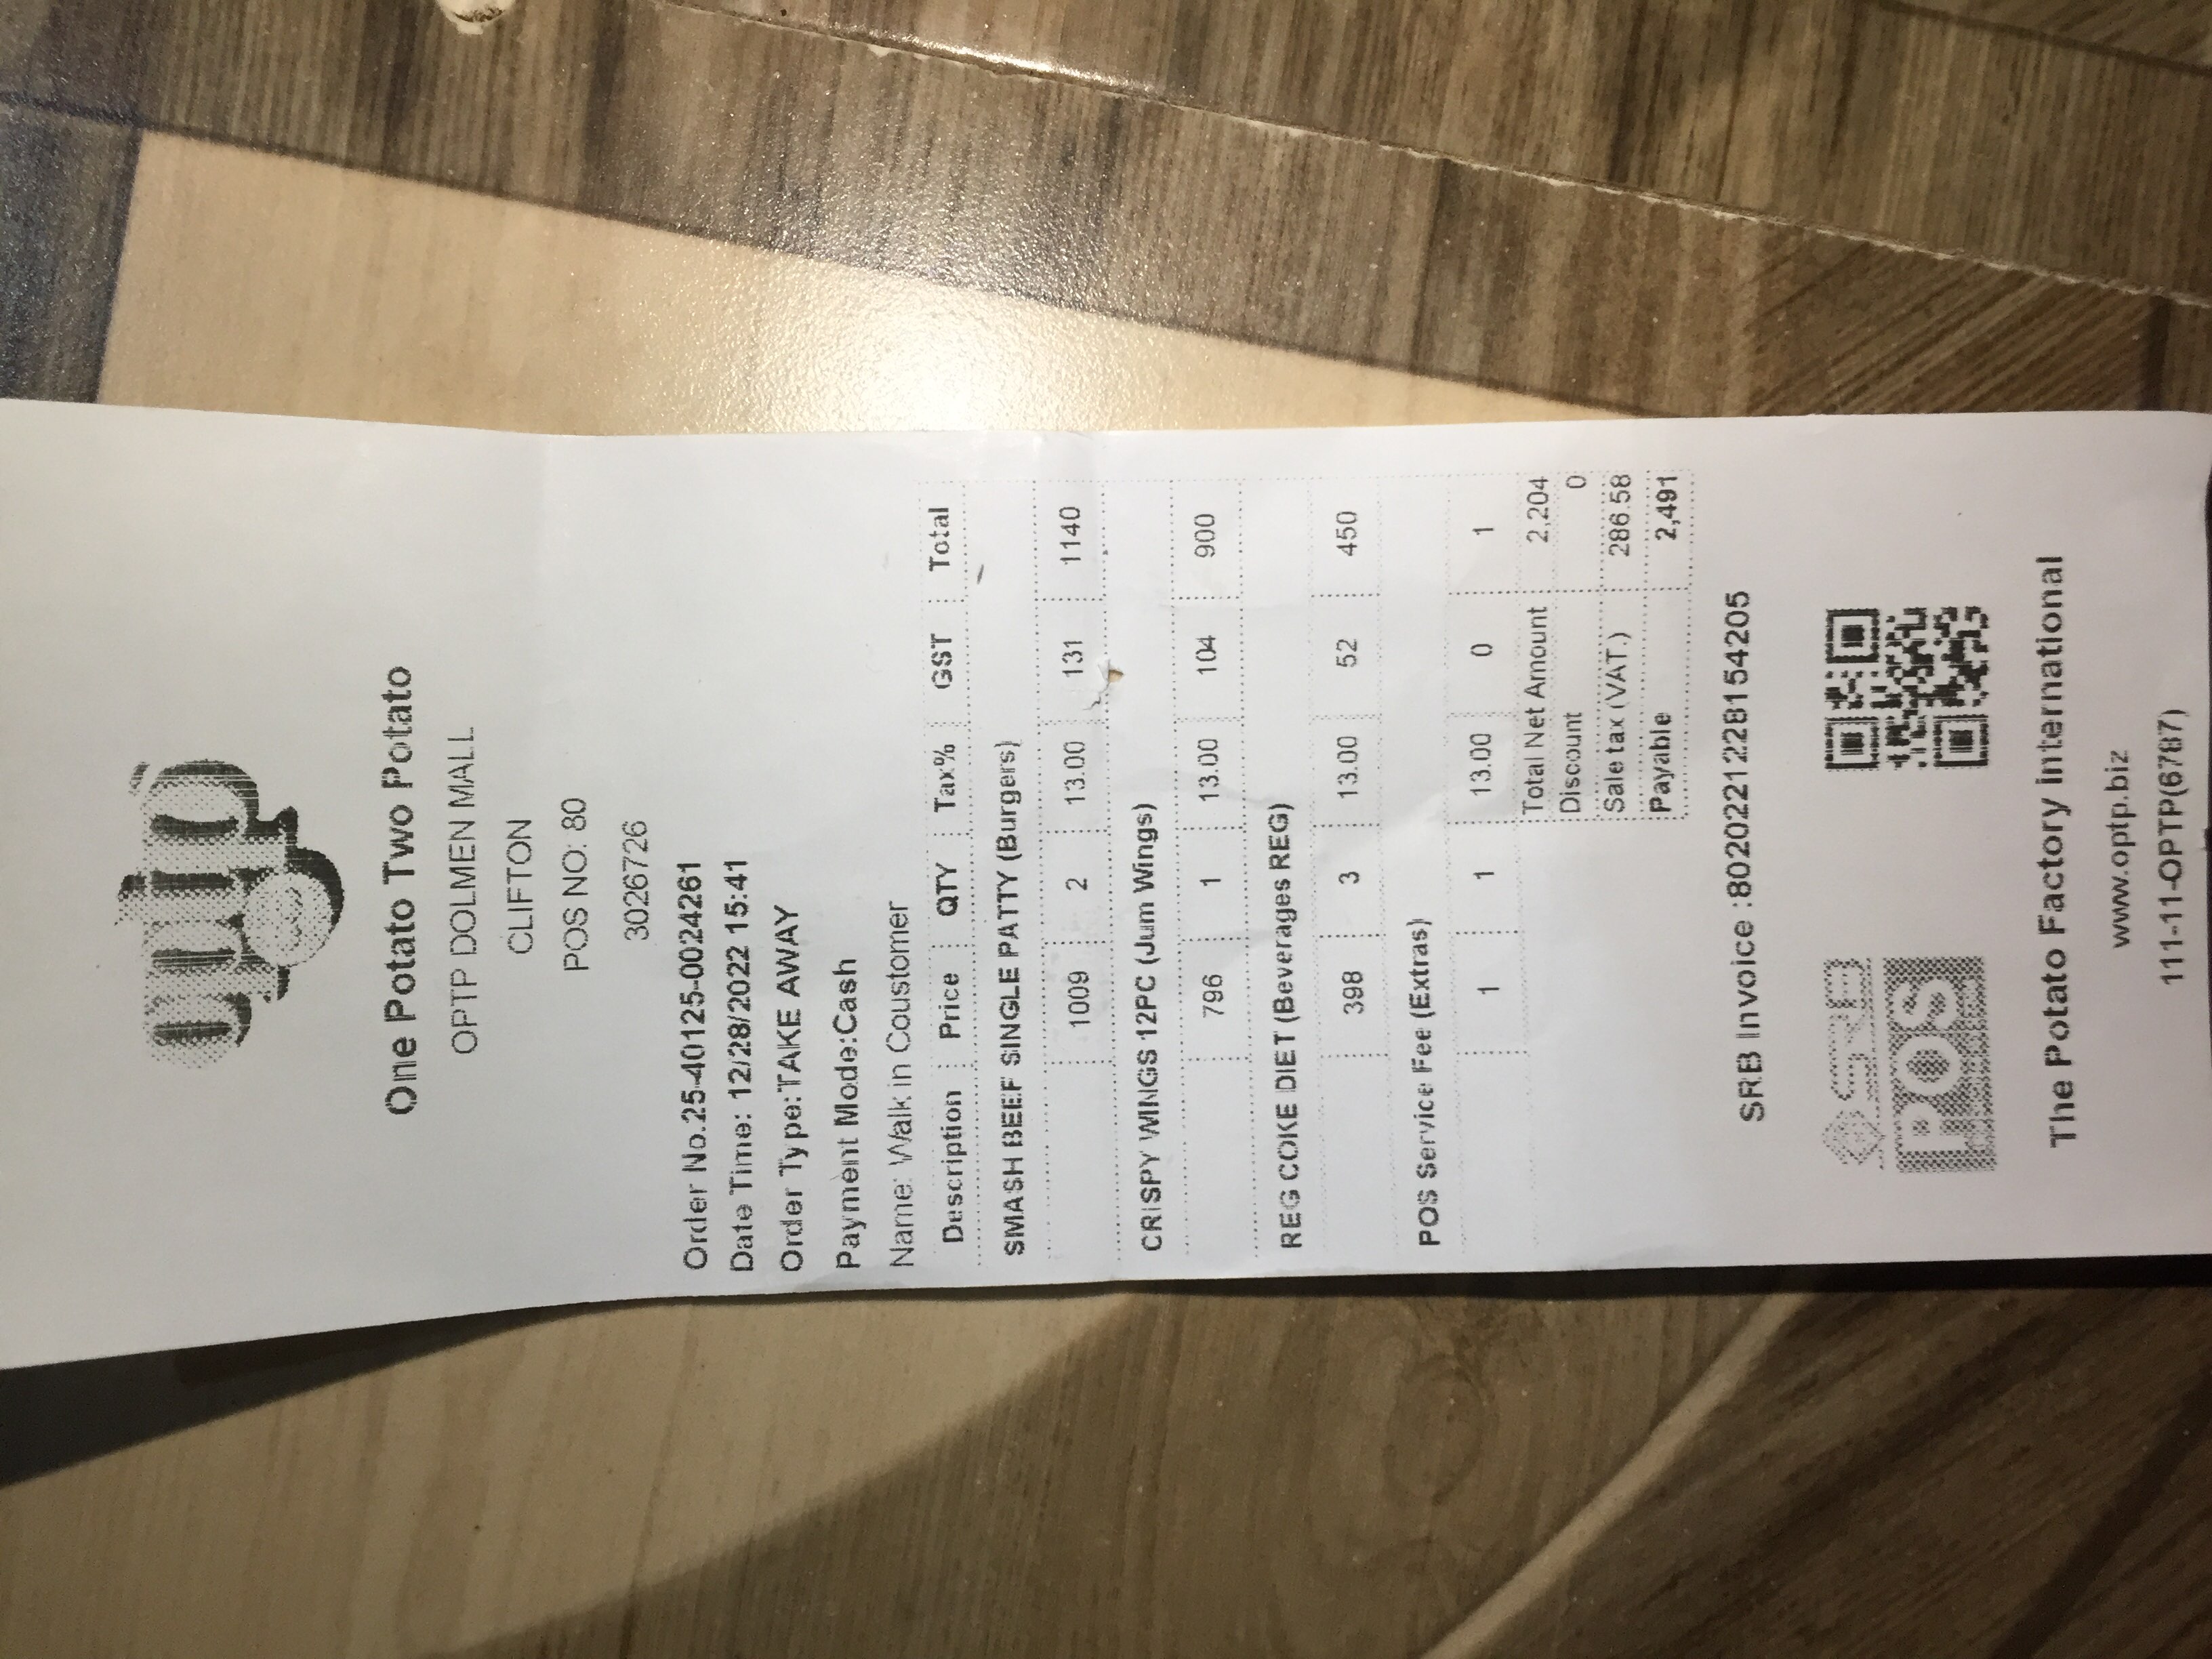 optp
One Potato Two Potato
OPTP DOLMEN MALL
CLIFTON
POS NO: 80
3026726
Order No.25-40125-0024261
Date Time: 12/28/2022 15:41
Order Type:TAKE AWAY
Payment Mode:Cash
Name: Walk in Coustomer
Description Price QTY Tax% GST Total
SMASH BEEF SINGLE PATTY (Burgers)
1009 2 13.00 131 1140
CRISPY WINGS 12PC (Jum Wings)
796 1 13.00 104 900
REG COKE DIET (Beverages REG)
398 3 13.00 52 450
POS Service Fee (Extras)
1 1 13.00 0 1
Total Net Amount 2,204
Discount 0
Sale tax (VAT.) 286.58
Payable 2,491
SRB Invoice :8020221228154205
SRB
POS
The Potato Factory international
www.optp.biz
111-11-OPTP(6787)